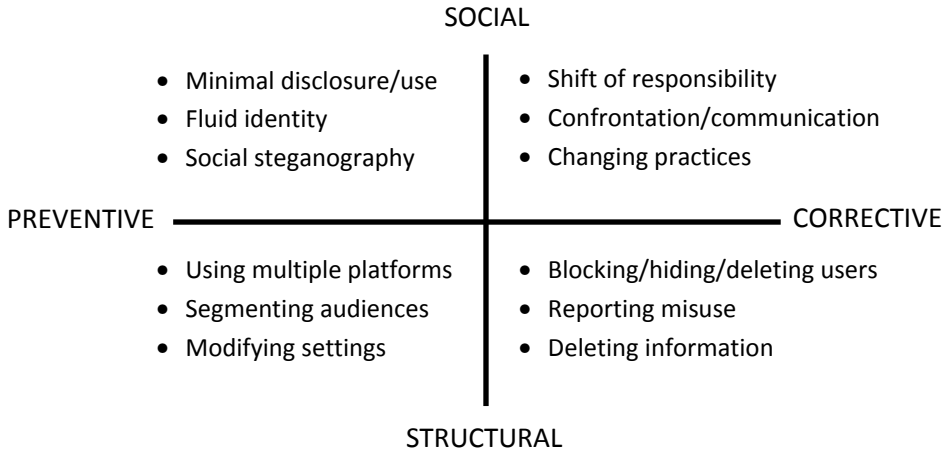 SOCIAL
• Minimal disclosure/use
• Fluid identity
• Social steganography
• Shift of responsibility
• Confrontation/communication
• Changing practices
PREVENTIVE
CORRECTIVE
• Using multiple platforms
• Segmenting audiences
• Modifying settings
• Blocking/hiding/deleting users
• Reporting misuse
• Deleting information
STRUCTURAL